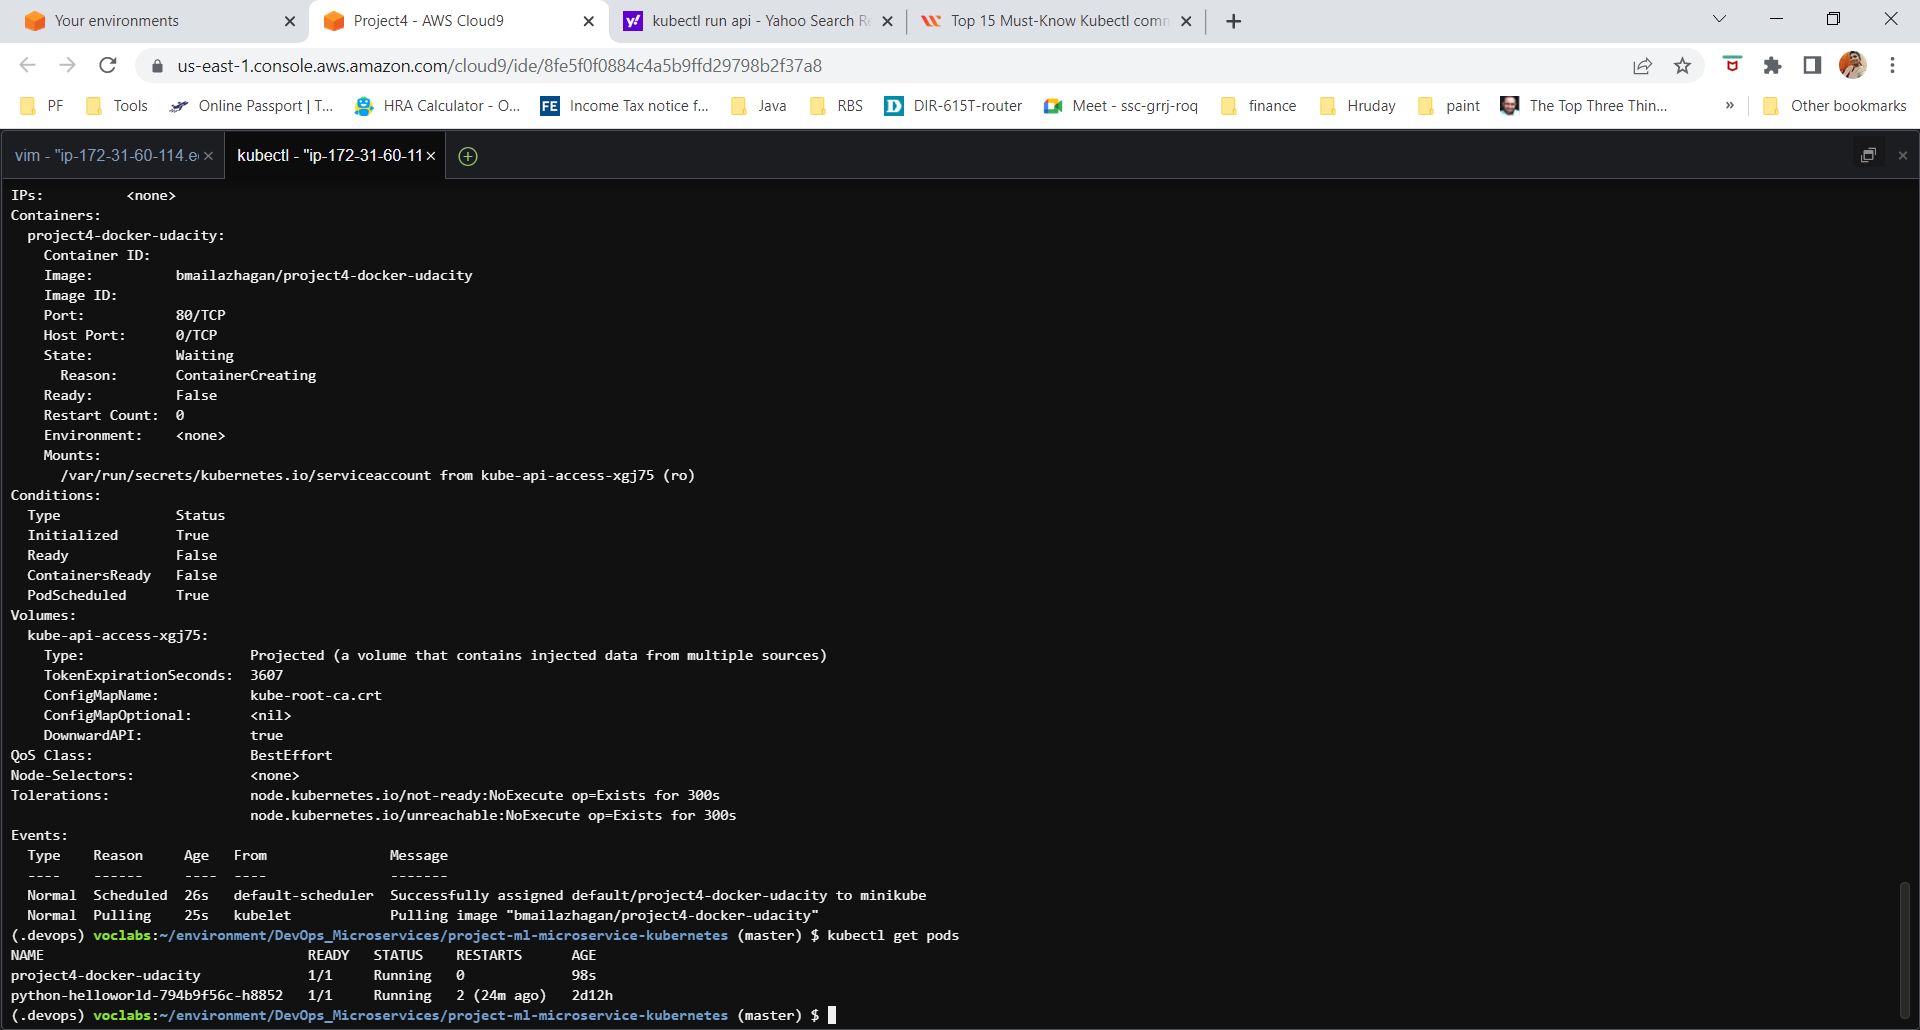 Your environments
Project4 - AWS Cloud9
kubectl run api - Yahoo Search Re
Top 15 Must-Know Kubectl comm
us-east-1.console.aws.amazon.com/cloud9/ide/8fe5f0f0884c4a5b9ffd29798b2f37a8
PF Tools Online Passport | T... HRA Calculator - O... FE Income Tax notice f... Java RBS D DIR-615T-router Meet - ssc-grrj-roq finance Hruday paint The Top Three Thin... » Other bookmarks
vim - "ip-172-31-60-114.e kubectl - "ip-172-31-60-11
IPs:              <none>
Containers:
  project4-docker-udacity:
    Container ID:
    Image:          bmailazhagan/project4-docker-udacity
    Image ID:
    Port:           80/TCP
    Host Port:      0/TCP
    State:          Waiting
      Reason:       ContainerCreating
    Ready:          False
    Restart Count:  0
    Environment:    <none>
    Mounts:
      /var/run/secrets/kubernetes.io/serviceaccount from kube-api-access-xgj75 (ro)
Conditions:
  Type              Status
  Initialized       True
  Ready             False
  ContainersReady   False
  PodScheduled      True
Volumes:
  kube-api-access-xgj75:
    Type:                    Projected (a volume that contains injected data from multiple sources)
    TokenExpirationSeconds:  3607
    ConfigMapName:           kube-root-ca.crt
    ConfigMapOptional:       <nil>
    DownwardAPI:             true
QoS Class:                   BestEffort
Node-Selectors:              <none>
Tolerations:                 node.kubernetes.io/not-ready:NoExecute op=Exists for 300s
                             node.kubernetes.io/unreachable:NoExecute op=Exists for 300s
Events:
  Type    Reason     Age   From               Message
  ----    ------     ----  ----               -------
  Normal  Scheduled  26s   default-scheduler  Successfully assigned default/project4-docker-udacity to minikube
  Normal  Pulling    25s   kubelet            Pulling image "bmailazhagan/project4-docker-udacity"
(.devops) voclabs:~/environment/DevOps_Microservices/project-ml-microservice-kubernetes (master) $ kubectl get pods
NAME                                READY   STATUS    RESTARTS      AGE
project4-docker-udacity             1/1     Running   0             98s
python-helloworld-794b9f56c-h8852   1/1     Running   2 (24m ago)   2d12h
(.devops) voclabs:~/environment/DevOps_Microservices/project-ml-microservice-kubernetes (master) $